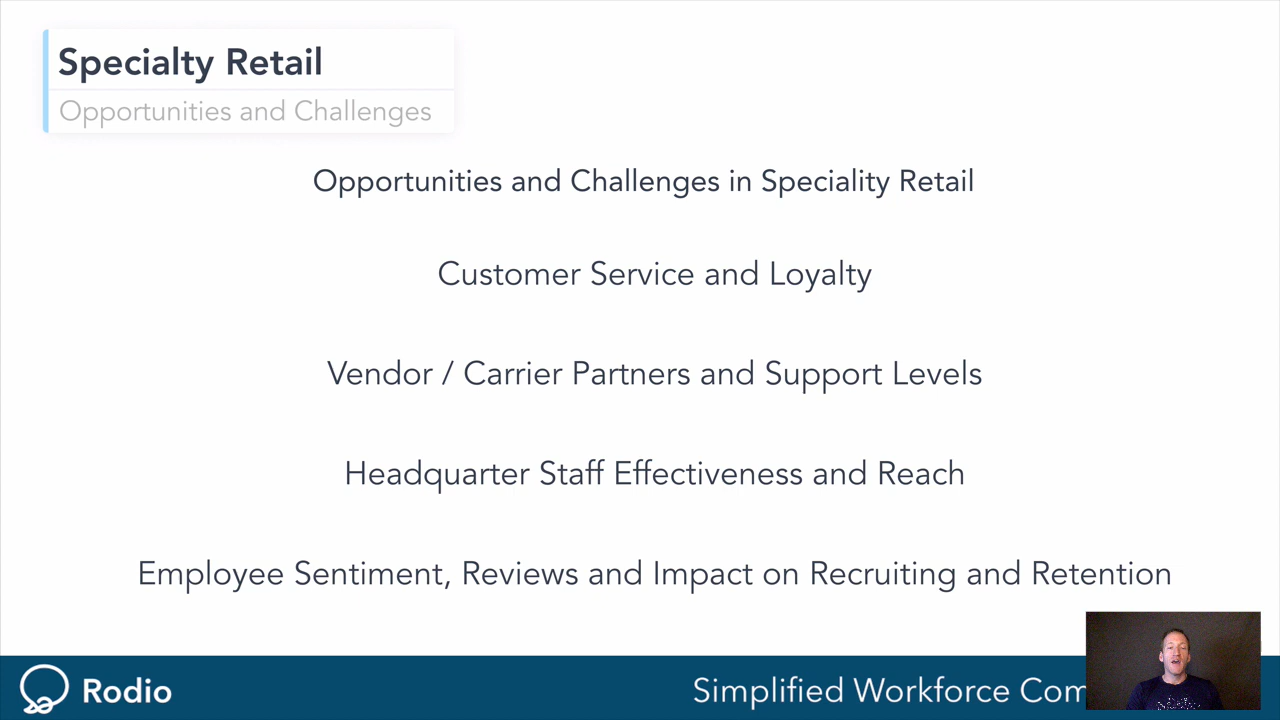 Specialty Retail
Opportunities and Challenges
Opportunities and Challenges in Speciality Retail
Customer Service and Loyalty
Vendor / Carrier Partners and Support Levels
Headquarter Staff Effectiveness and Reach
Employee Sentiment, Reviews and Impact on Recruiting and Retention
Rodio
Simplified Workforce